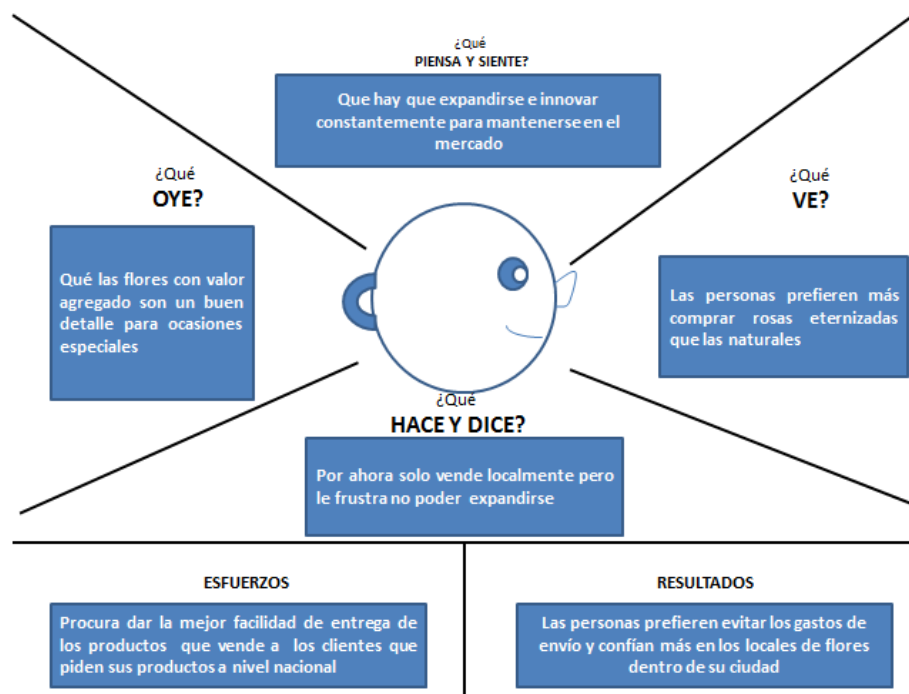 ¿Qué
PIENSA Y SIENTE?
Que hay que expandirse e innovar
constantemente para mantenerse en el
mercado
¿Qué
OYE?
Qué las flores con valor
agregado son un buen
detalle para ocasiones
especiales
¿Qué
VE?
Las personas prefieren más
comprar rosas eternizadas
que las naturales
¿Qué
HACE Y DICE?
Por ahora solo vende localmente pero
le frustra no poder expandirse
ESFUERZOS
Procura dar la mejor facilidad de entrega de
los productos que vende a los clientes que
piden sus productos a nivel nacional
RESULTADOS
Las personas prefieren evitar los gastos de
envío y confían más en los locales de flores
dentro de su ciudad